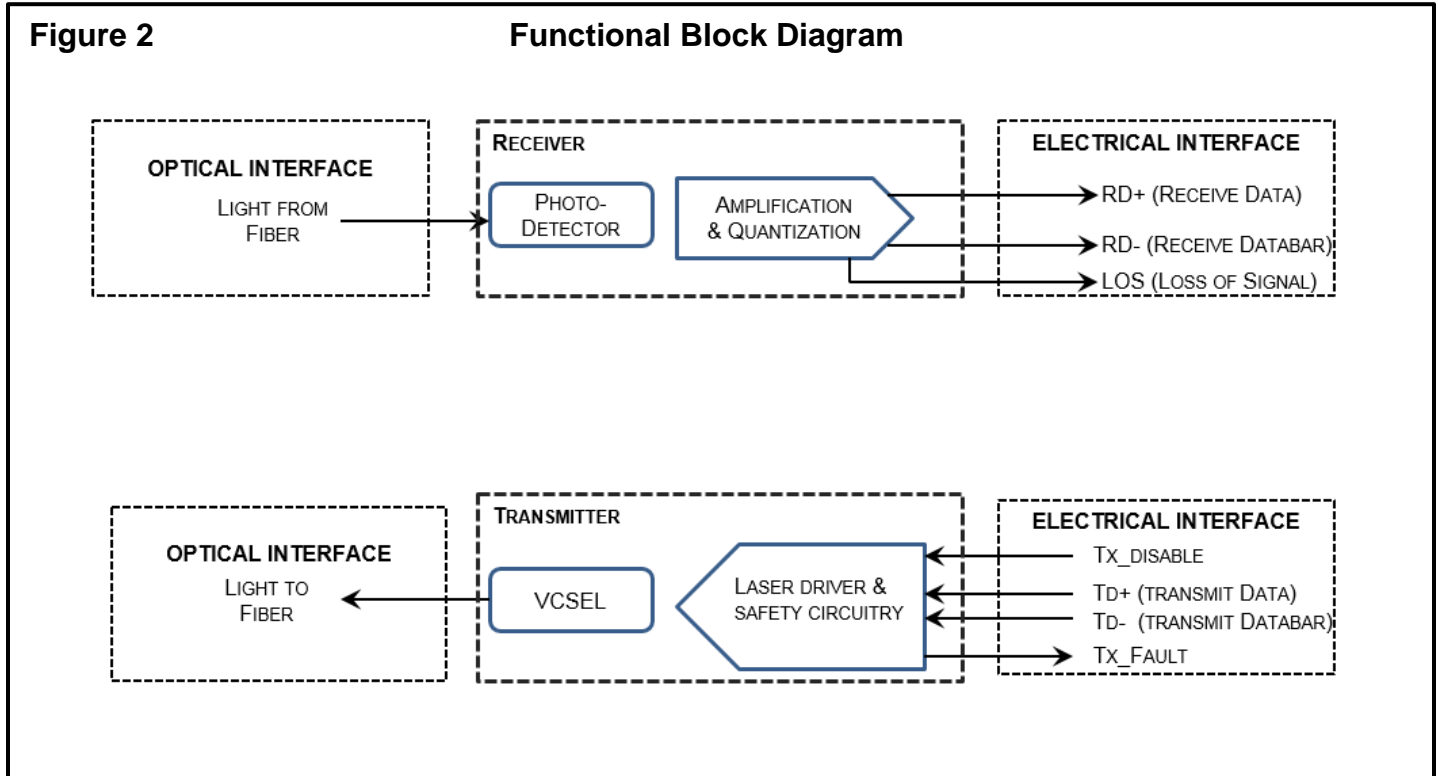 Figure 2
Functional Block Diagram
OPTICAL INTERFACE
LIGHT FROM
FIBER
RECEIVER
PHOTO-
DETECTOR
AMPLIFICATION
& QUANTIZATION
ELECTRICAL INTERFACE
RD+ (RECEIVE DATA)
RD- (RECEIVE DATABAR)
LOS (LOSS OF SIGNAL)
OPTICAL INTERFACE
LIGHT TO
FIBER
TRANSMITTER
VCSEL
LASER DRIVER &
SAFETY CIRCUITRY
ELECTRICAL INTERFACE
TX_DISABLE
TD+ (TRANSMIT DATA)
TD- (TRANSMIT DATABAR)
TX_FAULT